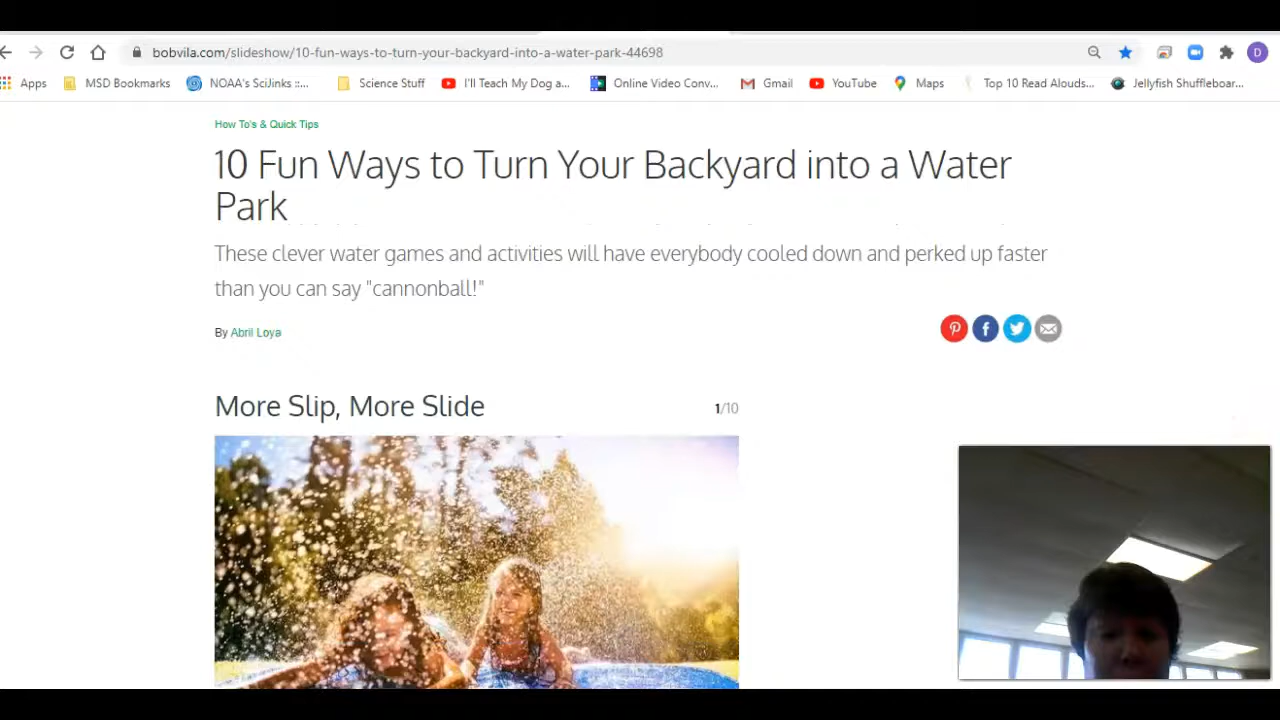 bobvila.com/slideshow/10-fun-ways-to-turn-your-backyard-into-a-water-park-44698
D
Apps MSD Bookmarks NOAA's SciJinks ::... Science Stuff I'll Teach My Dog a... Online Video Conv... Gmail YouTube Maps Top 10 Read Alouds... Jellyfish Shuffleboar...
How To's & Quick Tips
10 Fun Ways to Turn Your Backyard into a Water
Park
These clever water games and activities will have everybody cooled down and perked up faster
than you can say "cannonball!"
By Abril Loya
More Slip, More Slide 1/10